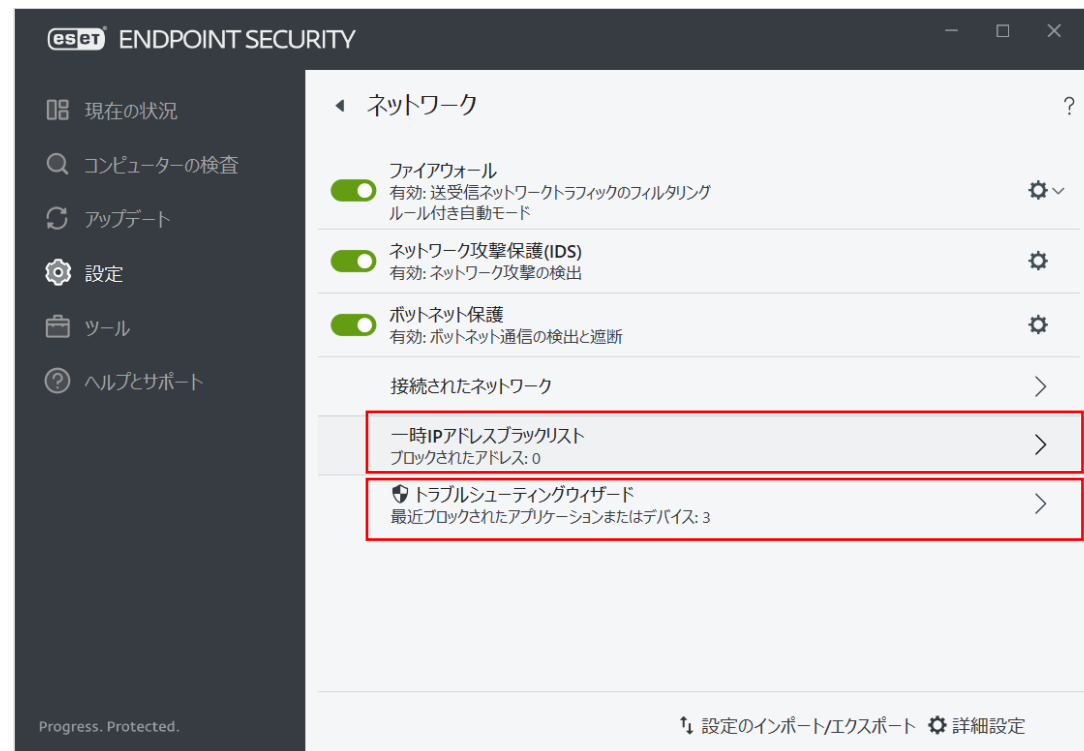 eset ENDPOINT SECURITY
現在の状況
コンピューターの検査
アップデート
設定
ツール
ヘルプとサポート
Progress. Protected.
ネットワーク
?
ファイアウォール
有効: 送受信ネットワークトラフィックのフィルタリング
ルール付き自動モード
ネットワーク攻撃保護(IDS)
有効: ネットワーク攻撃の検出
ボットネット保護
有効: ボットネット通信の検出と遮断
接続されたネットワーク
一時IPアドレスブラックリスト
ブロックされたアドレス: 0
トラブルシューティングウィザード
最近ブロックされたアプリケーションまたはデバイス: 3
設定のインポート/エクスポート 詳細設定